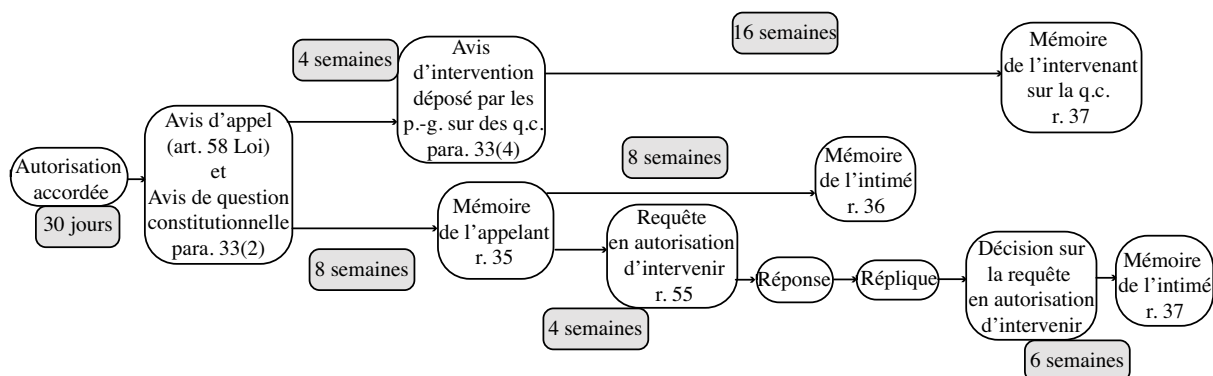 16 semaines
4 semaines
Avis
d'intervention
déposé par les
p.-g. sur des q.c.
para. 33(4)
Mémoire
de l'intervenant
sur la q.c.
r. 37
Autorisation
accordée
30 jours
Avis d'appel
(art. 58 Loi)
et
Avis de question
constitutionnelle
para. 33(2)
8 semaines
Mémoire
de l'intimé
r. 36
8 semaines
Mémoire
de l'appelant
r. 35
Requête
en autorisation
d'intervenir
r. 55
4 semaines
Réponse
Réplique
Décision sur
la requête
en autorisation
d'intervenir
6 semaines
Mémoire
de l'intimé
r. 37